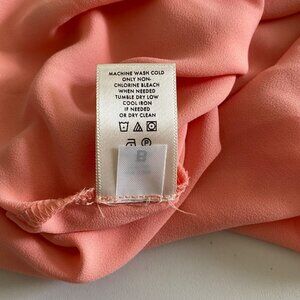 MACHINE WASH COLD
ONLY NON-
CHLORINE BLEACH
WHEN NEEDED
TUMBLE DRY LOW
COOL IRON
IF NEEDED
OR DRY CLEAN